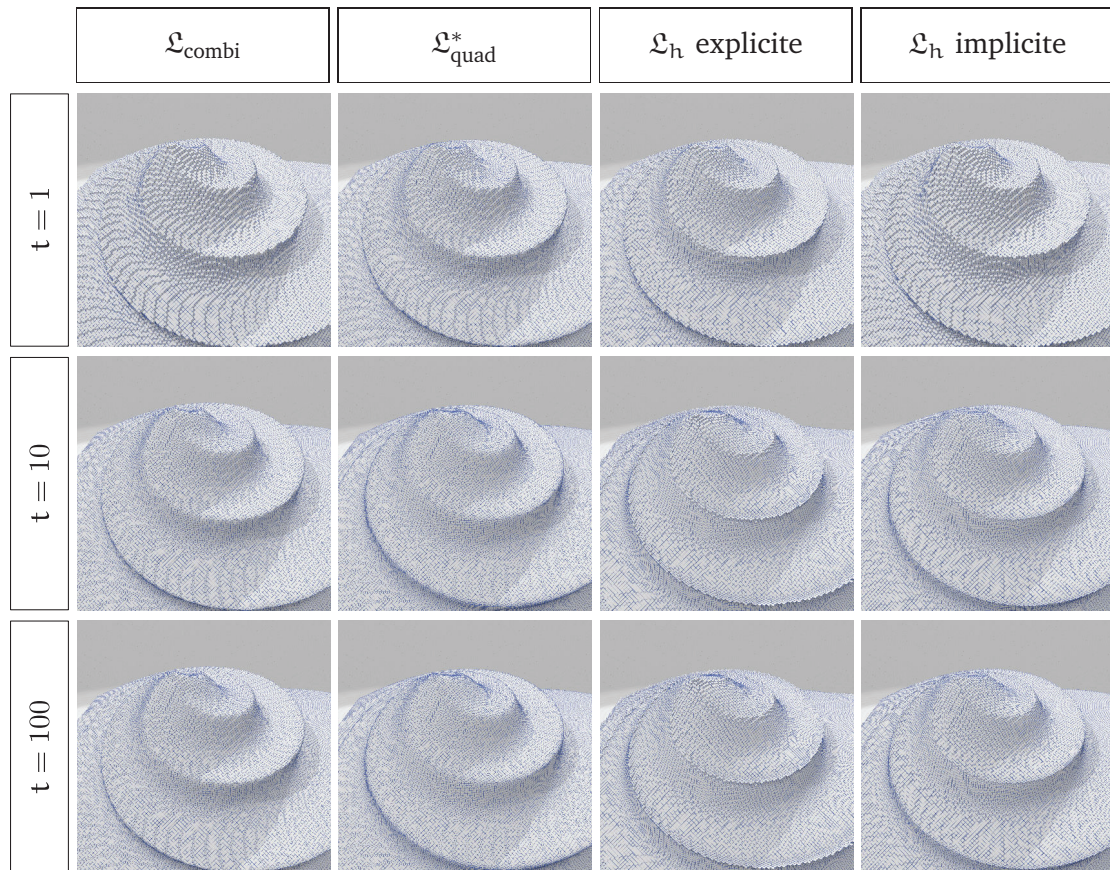 𝔏combi
𝔏*quad
𝔏h explicite
𝔏h implicite
t = 1
t = 10
t = 100